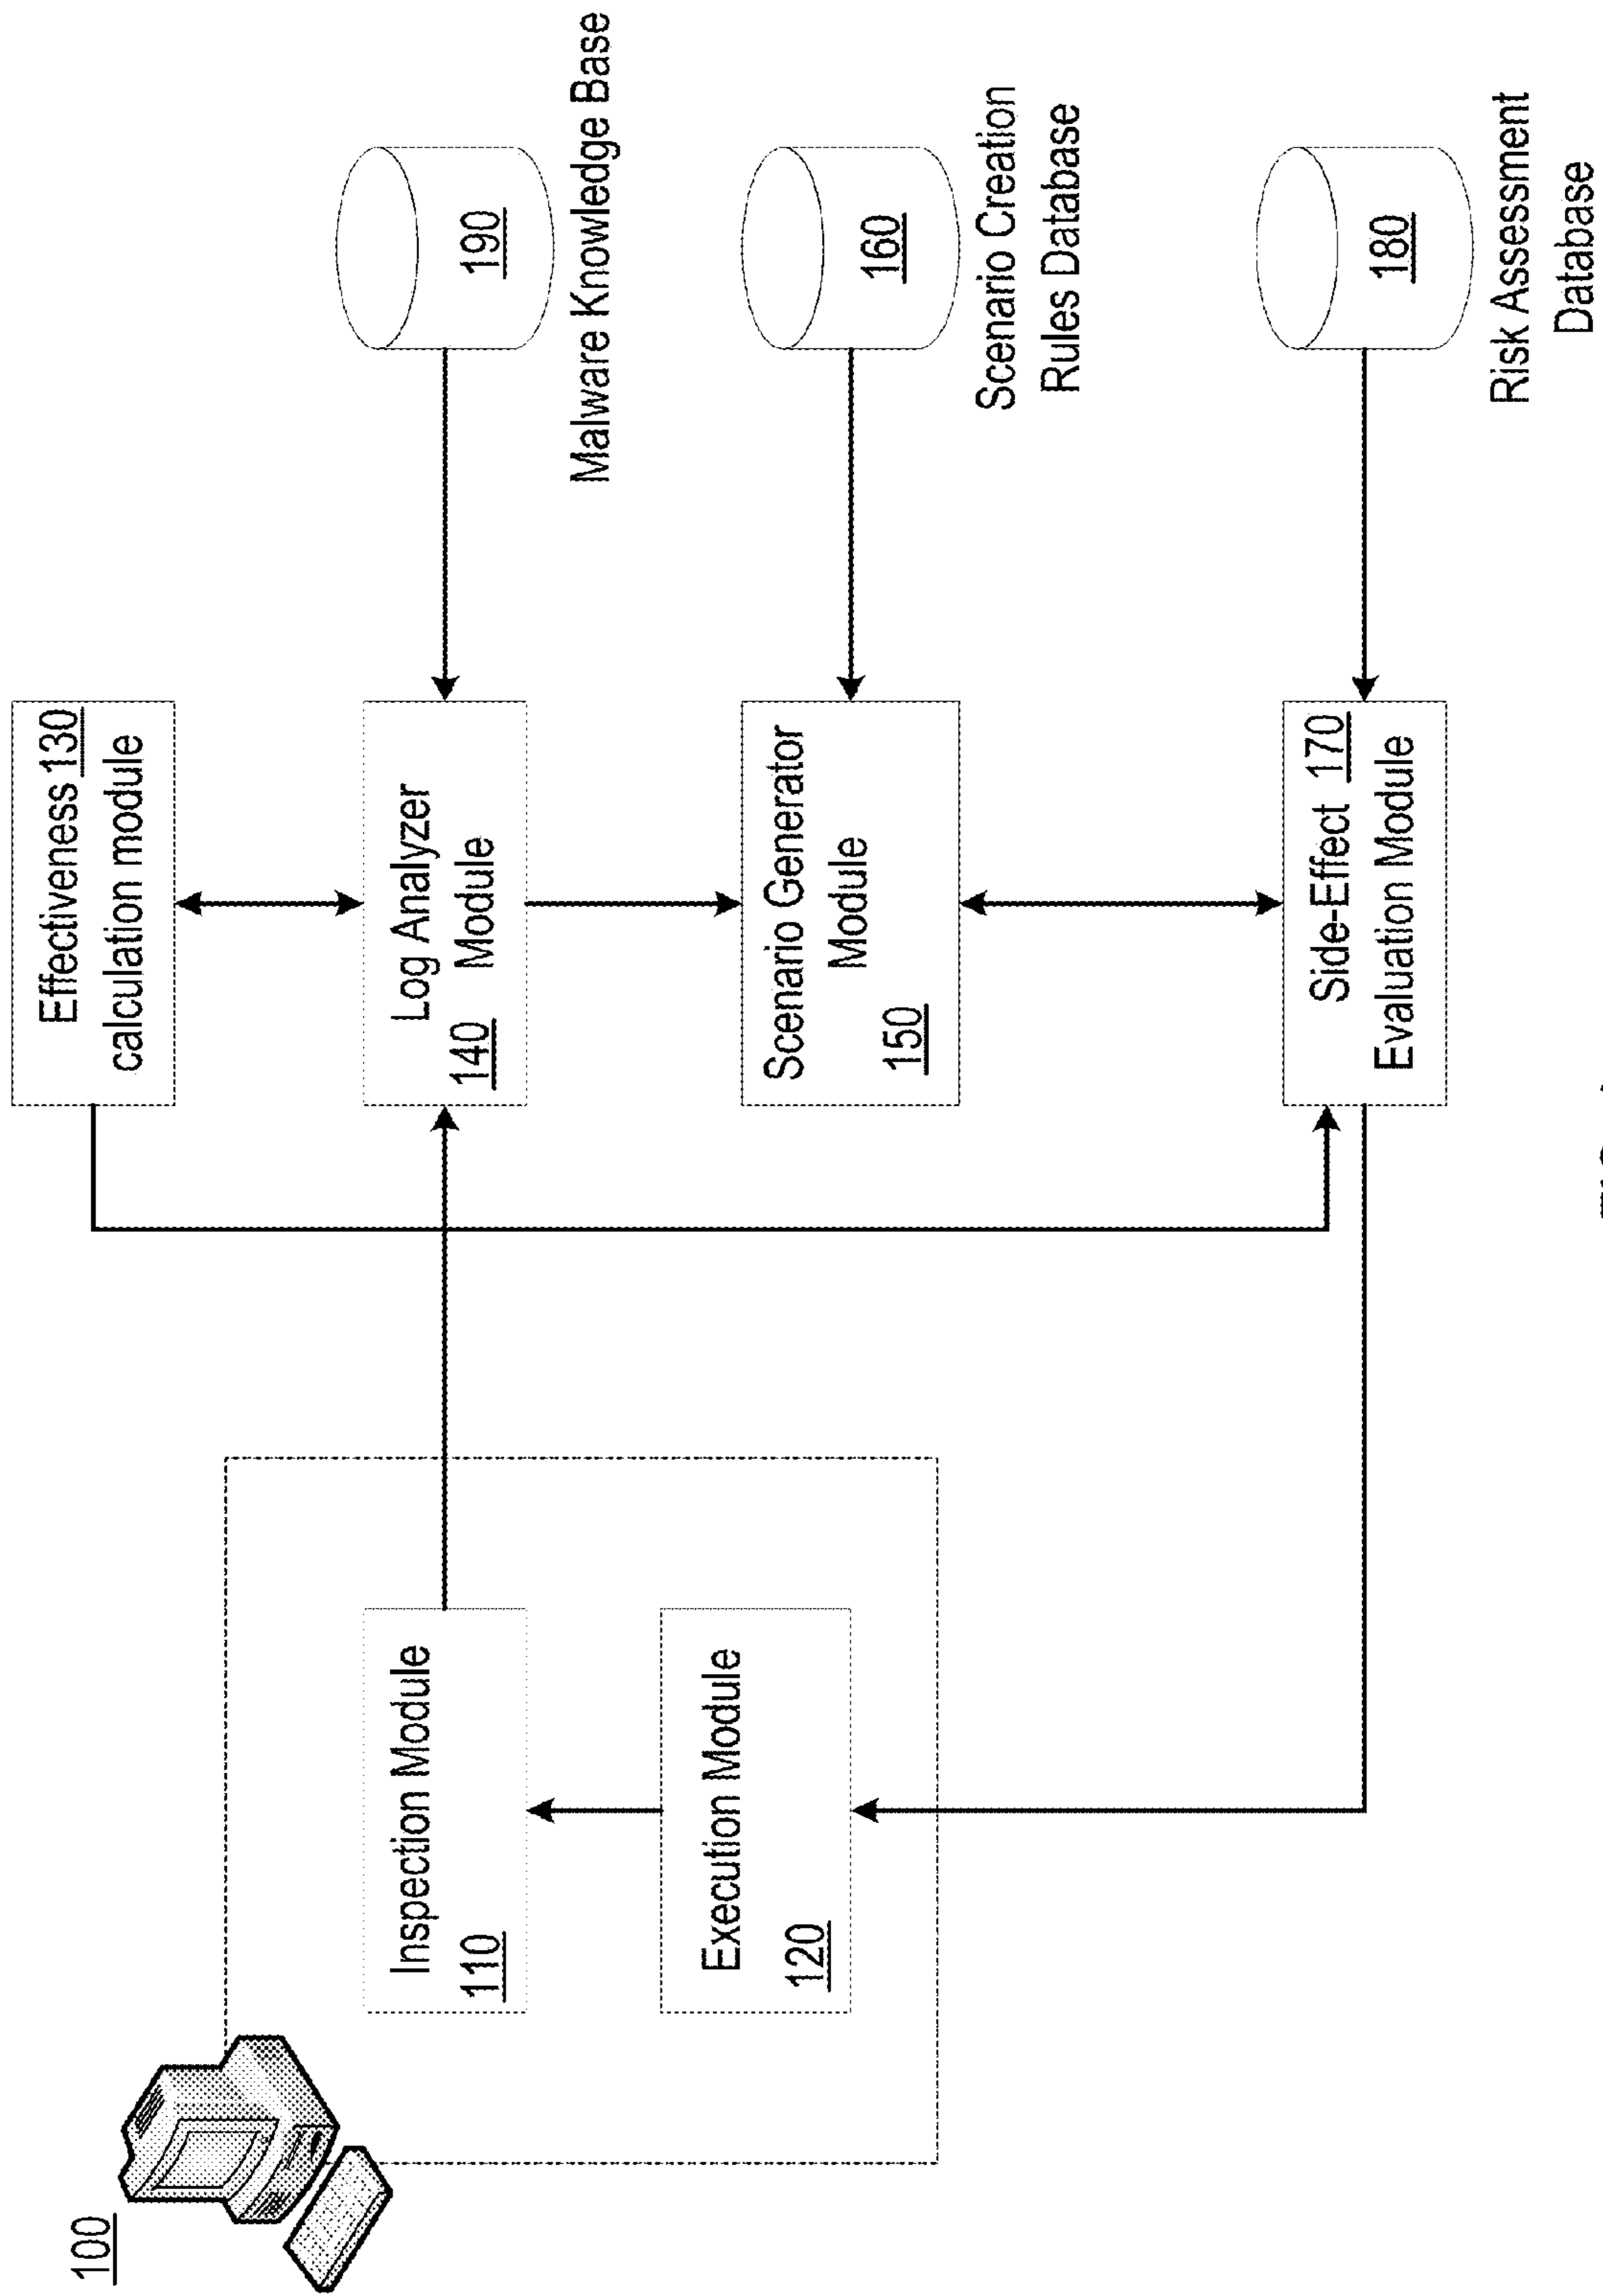 100
Inspection Module
110
Execution Module
120
Effectiveness 130
calculation module
Log Analyzer
140 Module
Scenario Generator
Module
150
Side-Effect 170
Evaluation Module
190
Malware Knowledge Base
160
Scenario Creation
Rules Database
180
Risk Assessment
Database